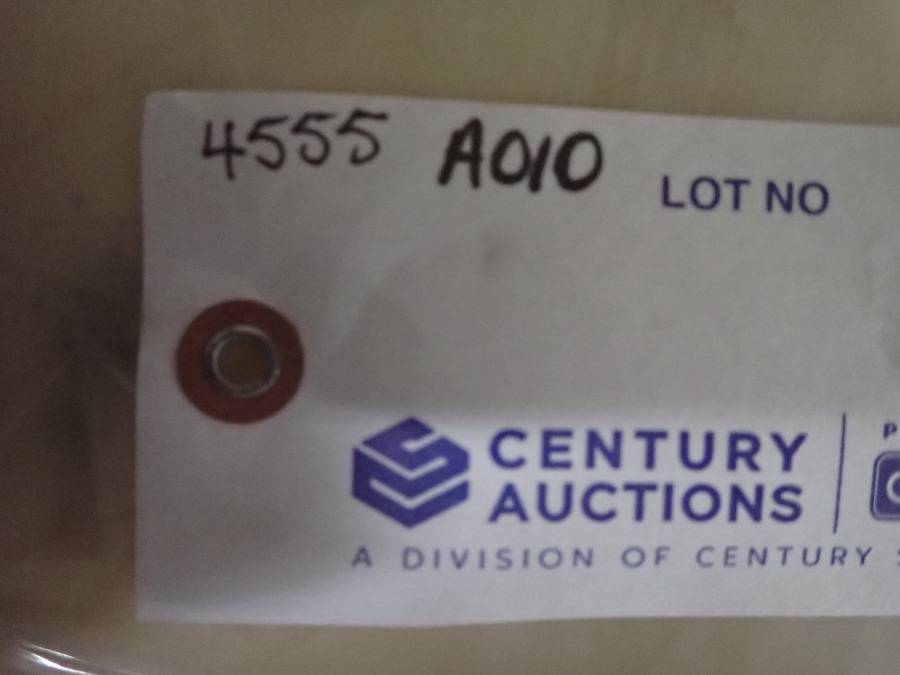 4555 A010 LOT NO
CENTURY
AUCTIONS
A DIVISION OF CENTURY